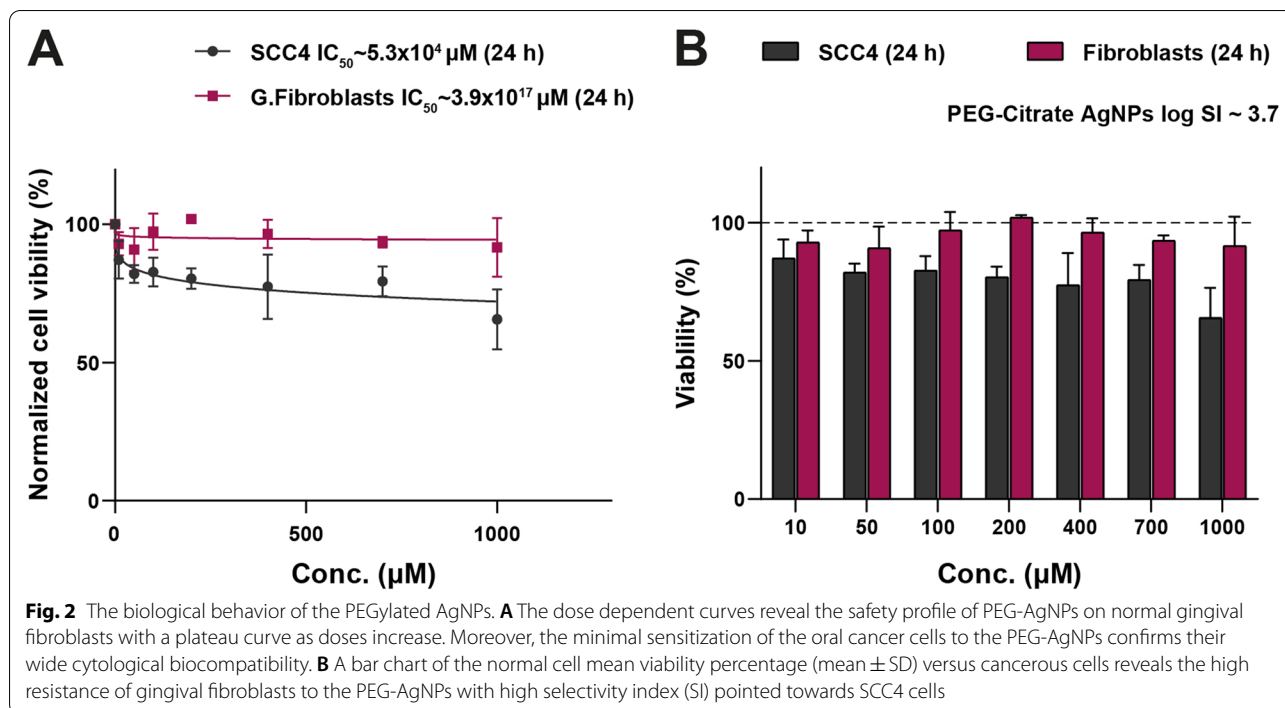 A
SCC4 IC50~5.3x10⁴ µM (24 h)
G.Fibroblasts IC50~3.9x10¹⁷ µM (24 h)
Normalized cell vibility (%)
100
50
0
0 500 1000
Conc. (µM)
B
SCC4 (24 h) Fibroblasts (24 h)
PEG-Citrate AgNPs log SI ~ 3.7
Viablility (%)
100
50
0
10 50 100 200 400 700 1000
Conc. (µM)
Fig. 2 The biological behavior of the PEGylated AgNPs. A The dose dependent curves reveal the safety profile of PEG-AgNPs on normal gingival
fibroblasts with a plateau curve as doses increase. Moreover, the minimal sensitization of the oral cancer cells to the PEG-AgNPs confirms their
wide cytological biocompatibility. B A bar chart of the normal cell mean viability percentage (mean ± SD) versus cancerous cells reveals the high
resistance of gingival fibroblasts to the PEG-AgNPs with high selectivity index (SI) pointed towards SCC4 cells